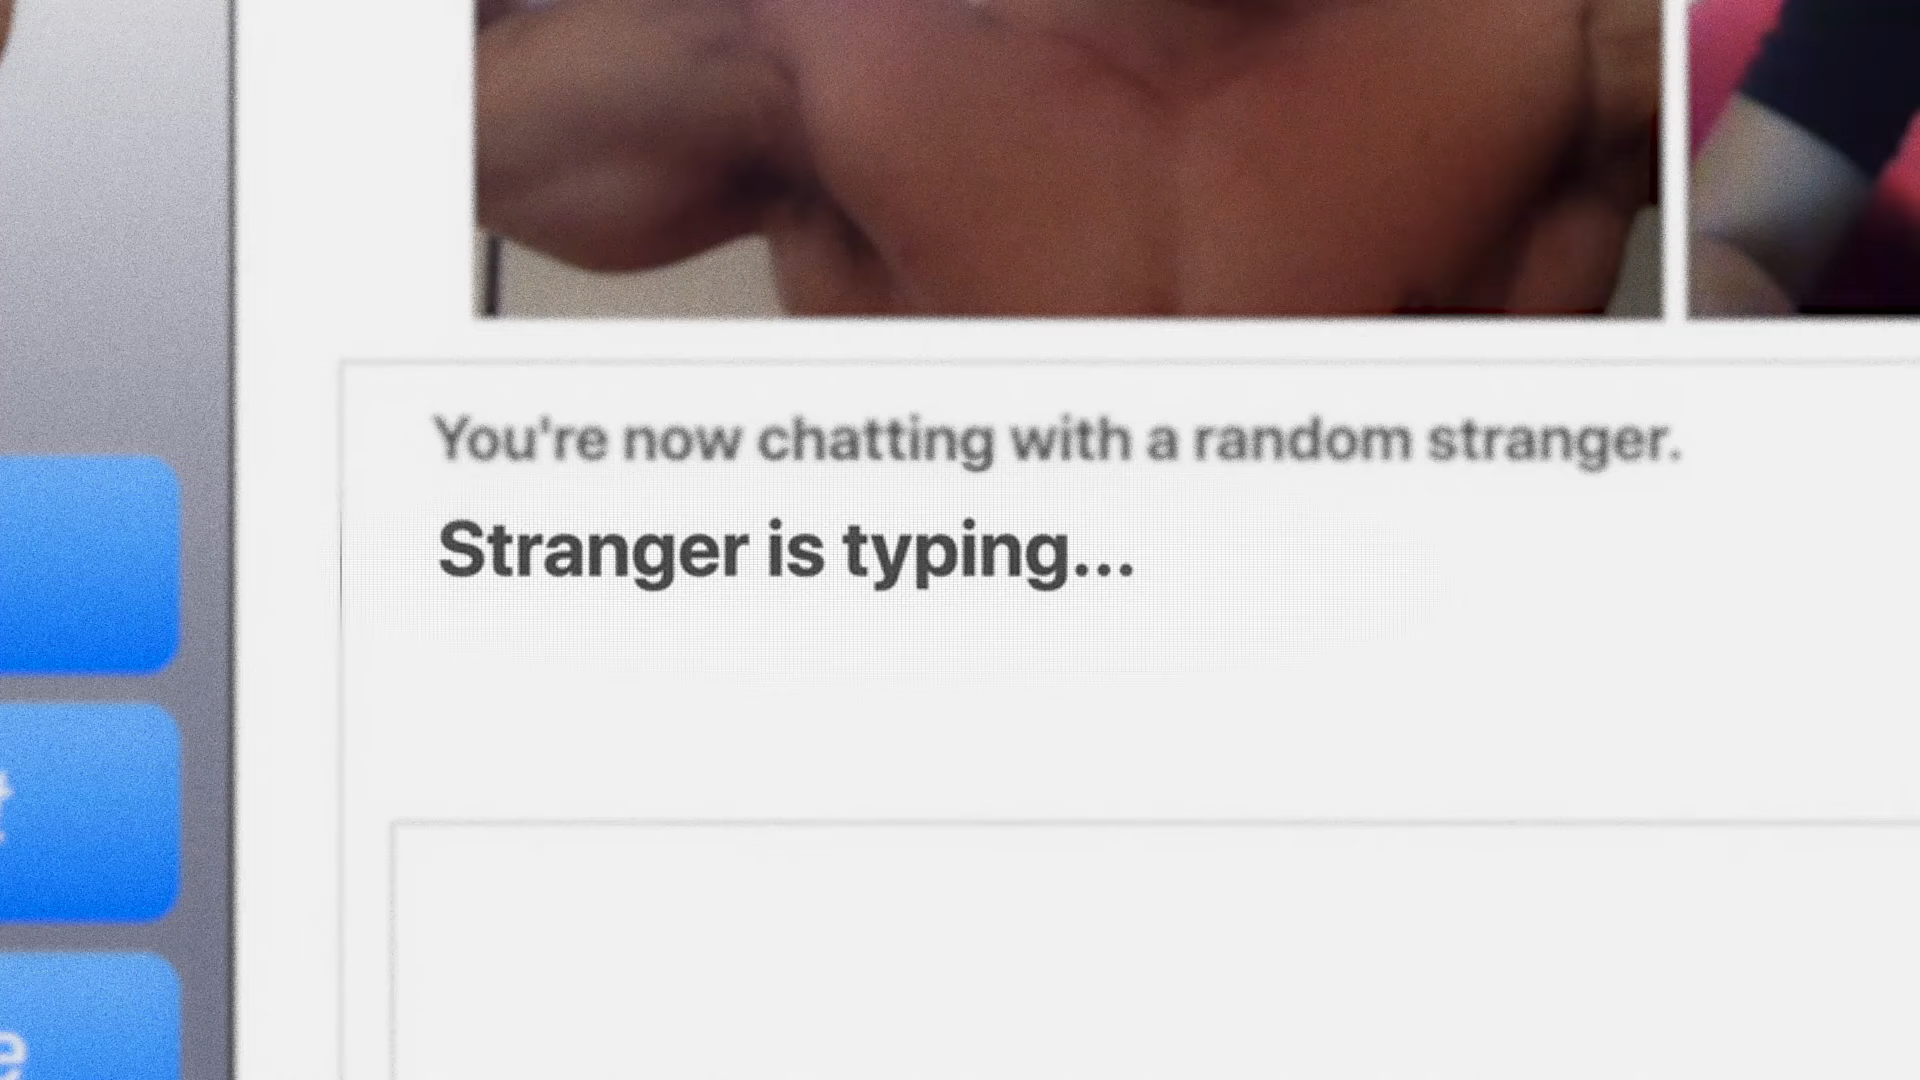 You're now chatting with a random stranger.
Stranger is typing...